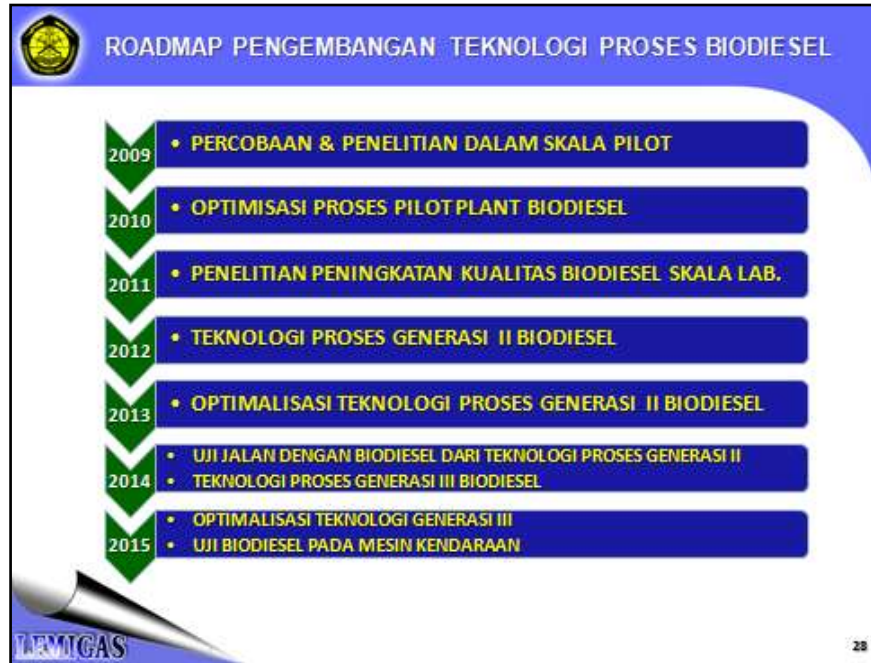 ROADMAP PENGEMBANGAN TEKNOLOGI PROSES BIODIESEL
2009
• PERCOBAAN & PENELITIAN DALAM SKALA PILOT
2010
• OPTIMISASI PROSES PILOT PLANT BIODIESEL
2011
• PENELITIAN PENINGKATAN KUALITAS BIODIESEL SKALA LAB.
2012
• TEKNOLOGI PROSES GENERASI II BIODIESEL
2013
• OPTIMALISASI TEKNOLOGI PROSES GENERASI II BIODIESEL
2014
• UJI JALAN DENGAN BIODIESEL DARI TEKNOLOGI PROSES GENERASI II
• TEKNOLOGI PROSES GENERASI III BIODIESEL
2015
• OPTIMALISASI TEKNOLOGI GENERASI III
• UJI BIODIESEL PADA MESIN KENDARAAN
LEMIGAS
28